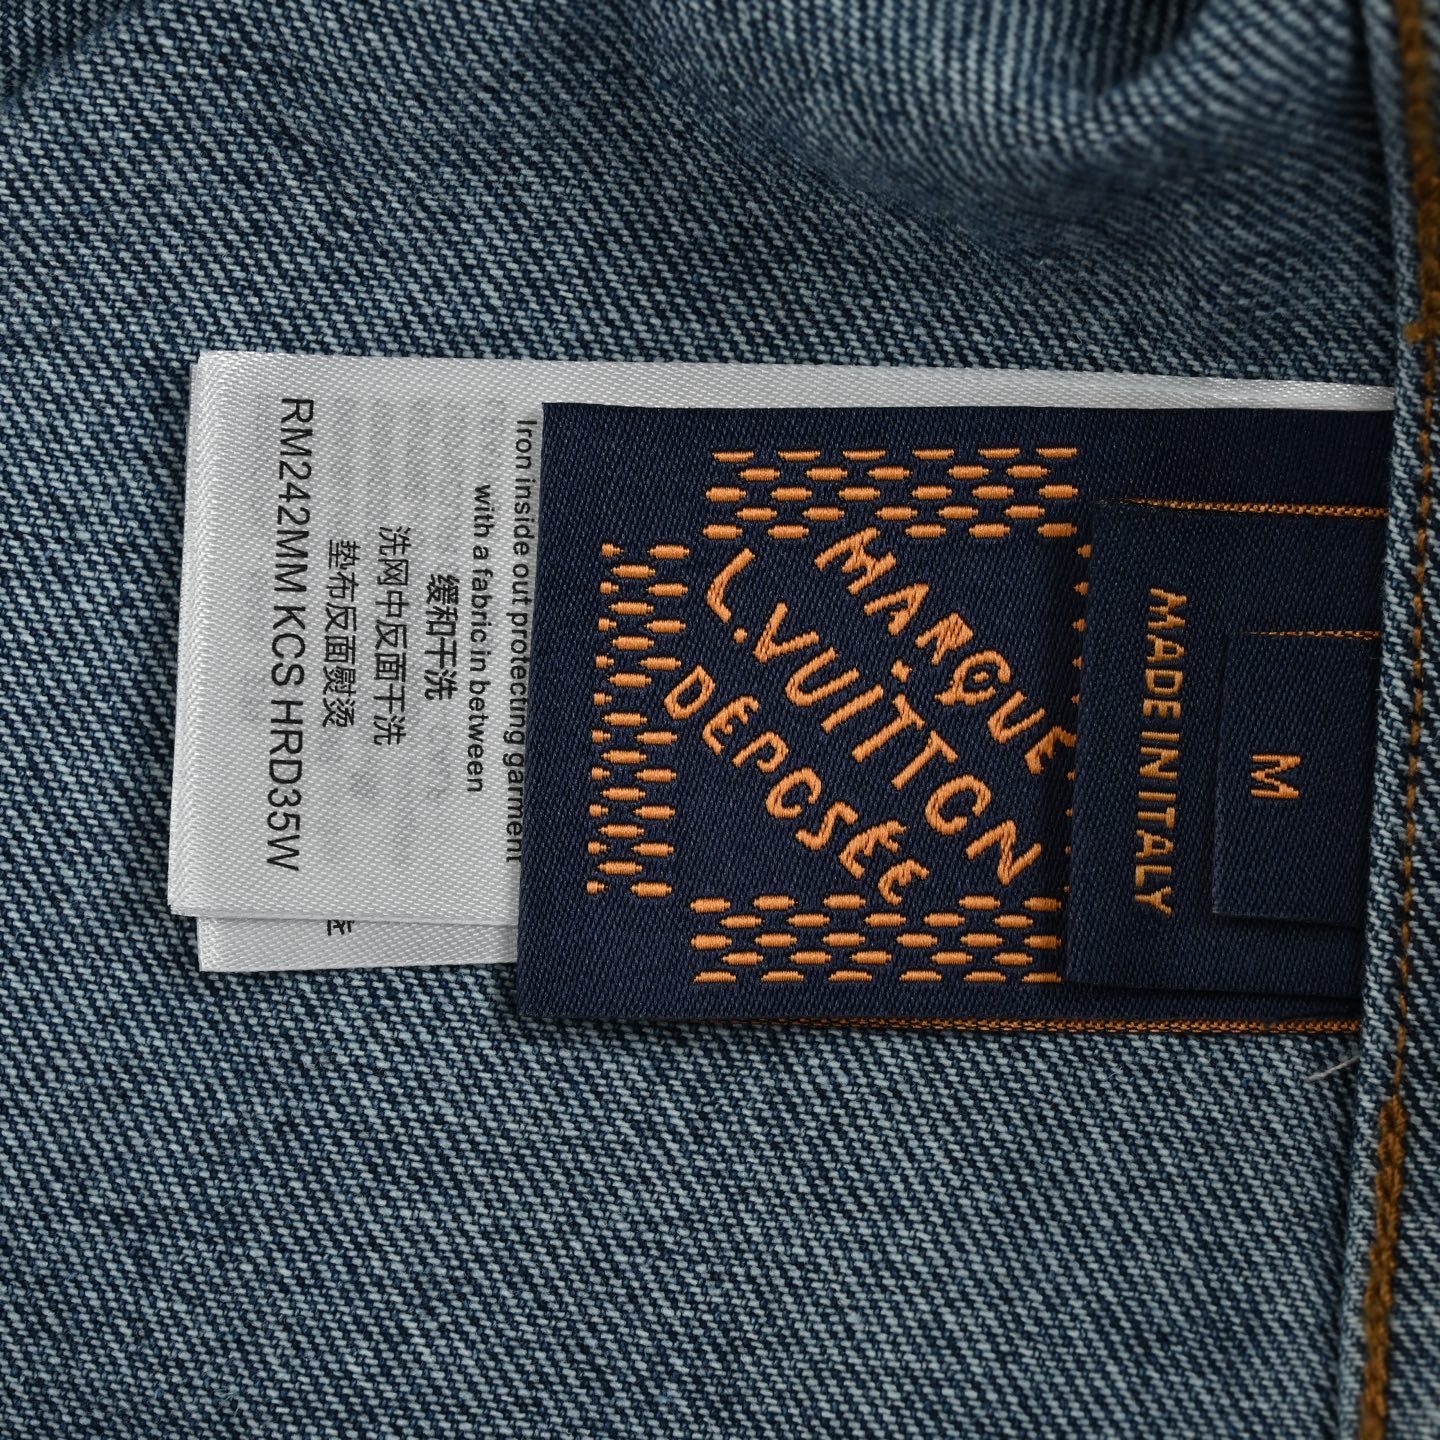 Iron inside out protecting garment
with a fabric in between
缓和干洗
洗网中反面干洗
垫布反面熨烫
RM242MM KCS HRD35W
MARQUE
L.VUITTON
DEPOSÉE
MADE IN ITALY
M